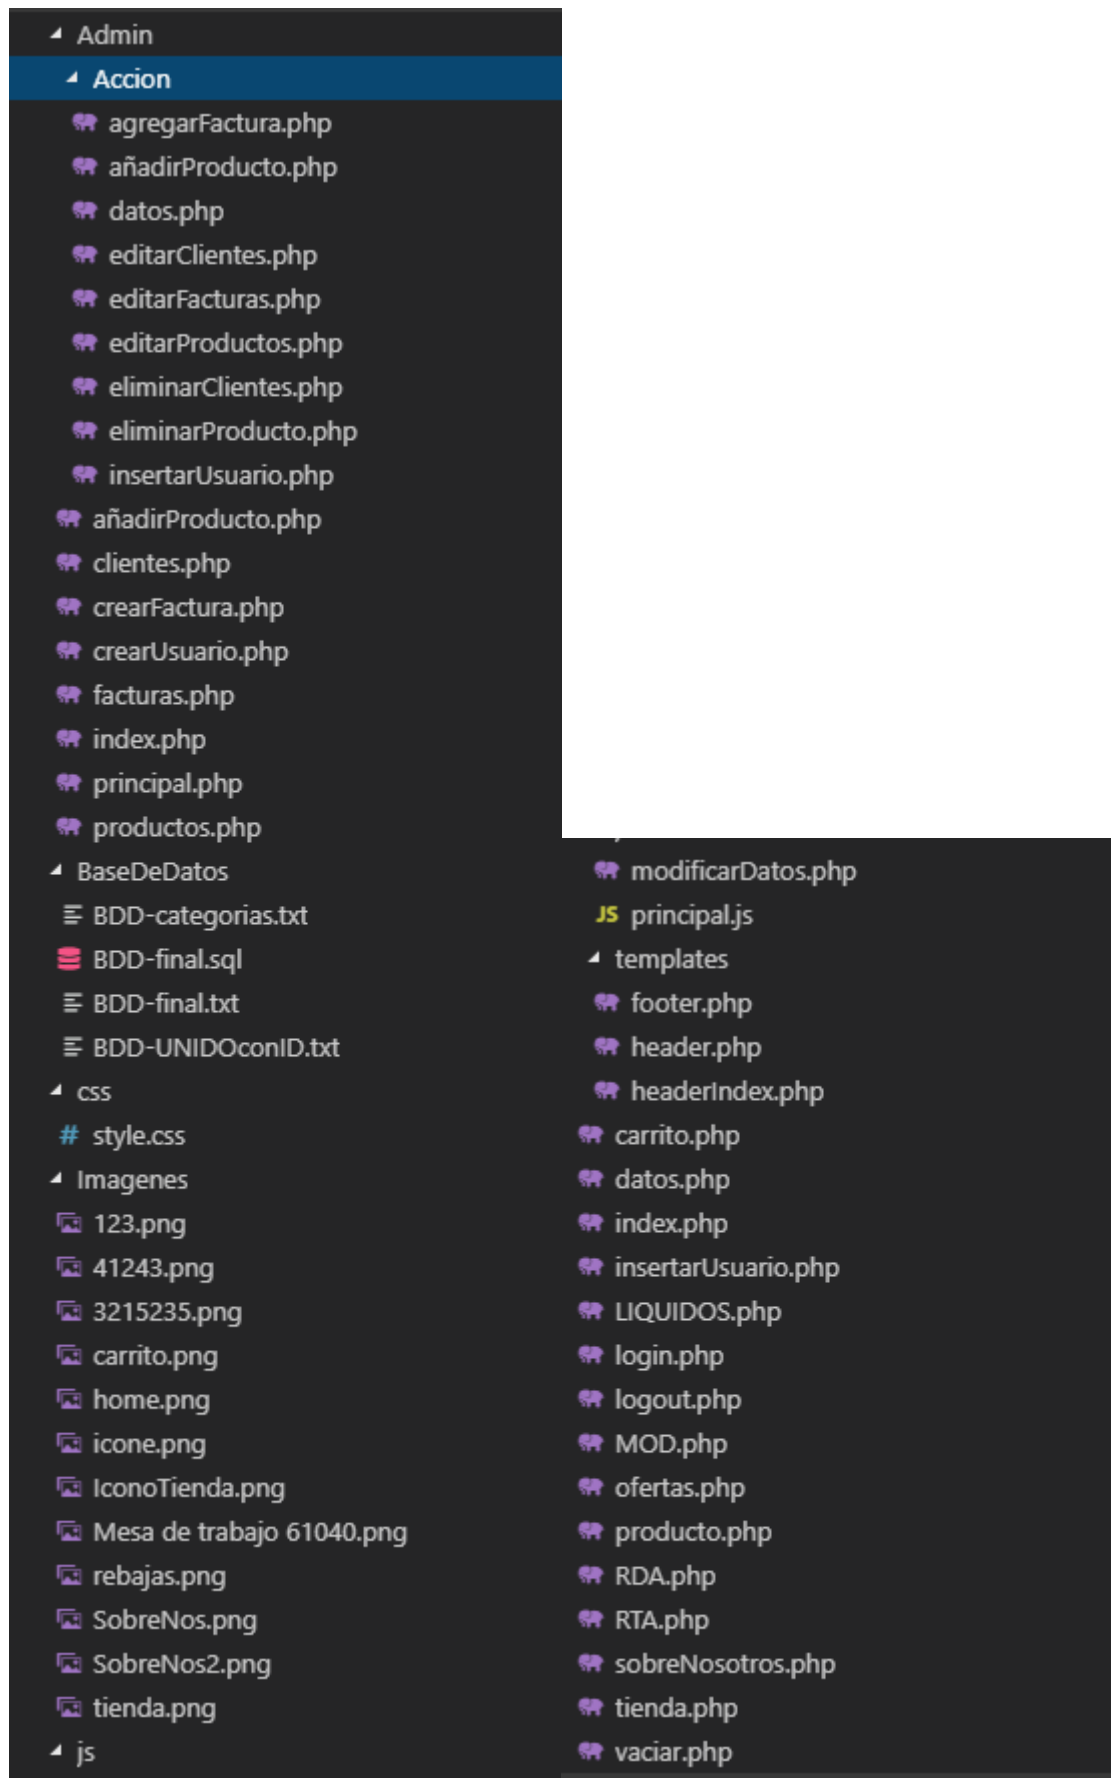 Admin
Accion
agregarFactura.php
añadirProducto.php
datos.php
editarClientes.php
editarFacturas.php
editarProductos.php
eliminarClientes.php
eliminarProducto.php
insertarUsuario.php
añadirProducto.php
clientes.php
crearFactura.php
crearUsuario.php
facturas.php
index.php
principal.php
productos.php
BaseDeDatos
BDD-categorias.txt
BDD-final.sql
BDD-final.txt
BDD-UNIDOconID.txt
css
# style.css
Imagenes
123.png
41243.png
3215235.png
carrito.png
home.png
icone.png
IconoTienda.png
Mesa de trabajo 61040.png
rebajas.png
SobreNos.png
SobreNos2.png
tienda.png
js
modificarDatos.php
JS principal.js
templates
footer.php
header.php
headerIndex.php
carrito.php
datos.php
index.php
insertarUsuario.php
LIQUIDOS.php
login.php
logout.php
MOD.php
ofertas.php
producto.php
RDA.php
RTA.php
sobreNosotros.php
tienda.php
vaciar.php